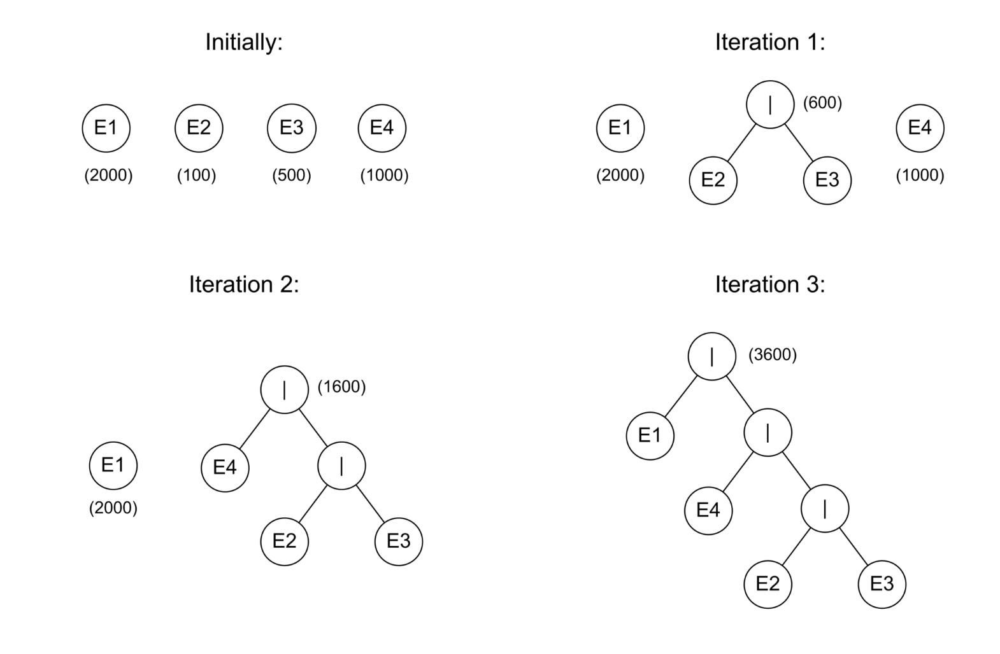 Initially:
E1 E2 E3 E4
(2000) (100) (500) (1000)
Iteration 1:
| (600)
E1 E4
(2000) E2 E3 (1000)
Iteration 2:
| (1600)
E1 E4 |
(2000)
E2 E3
Iteration 3:
| (3600)
E1 |
E4 |
E2 E3